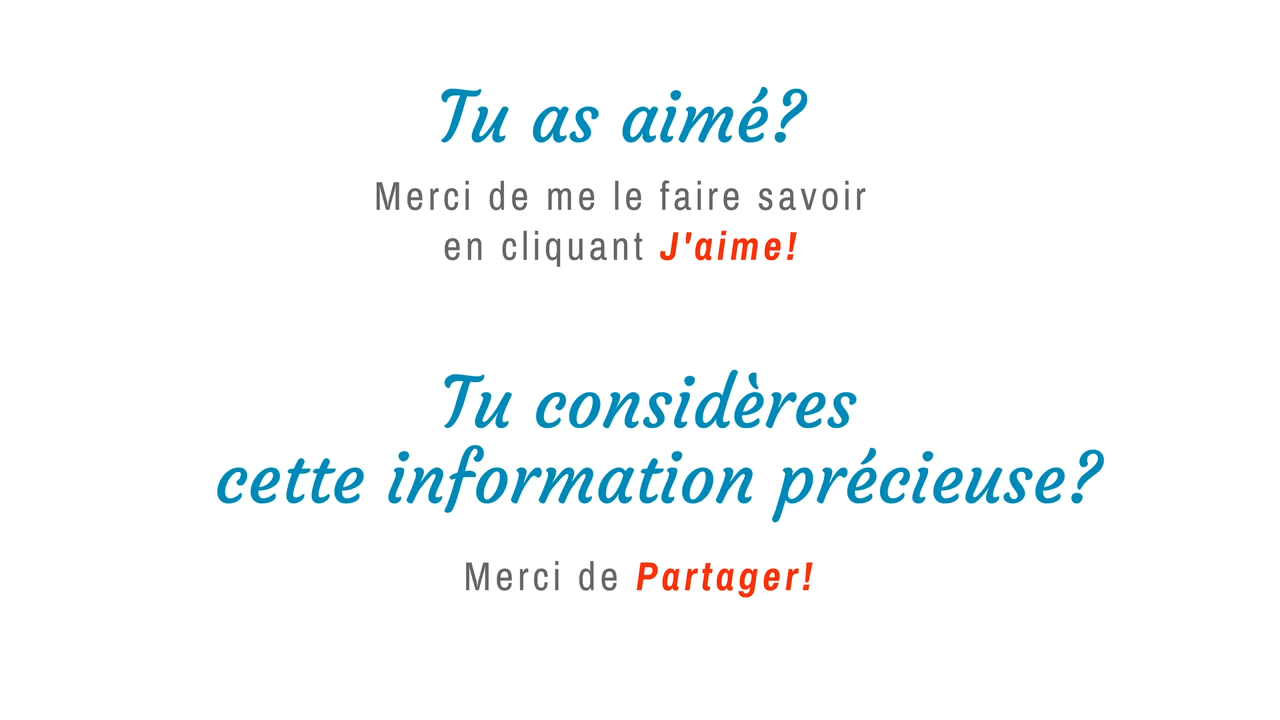 Tu as aimé?
Merci de me le faire savoir
en cliquant J'aime!
Tu considères
cette information précieuse?
Merci de Partager!